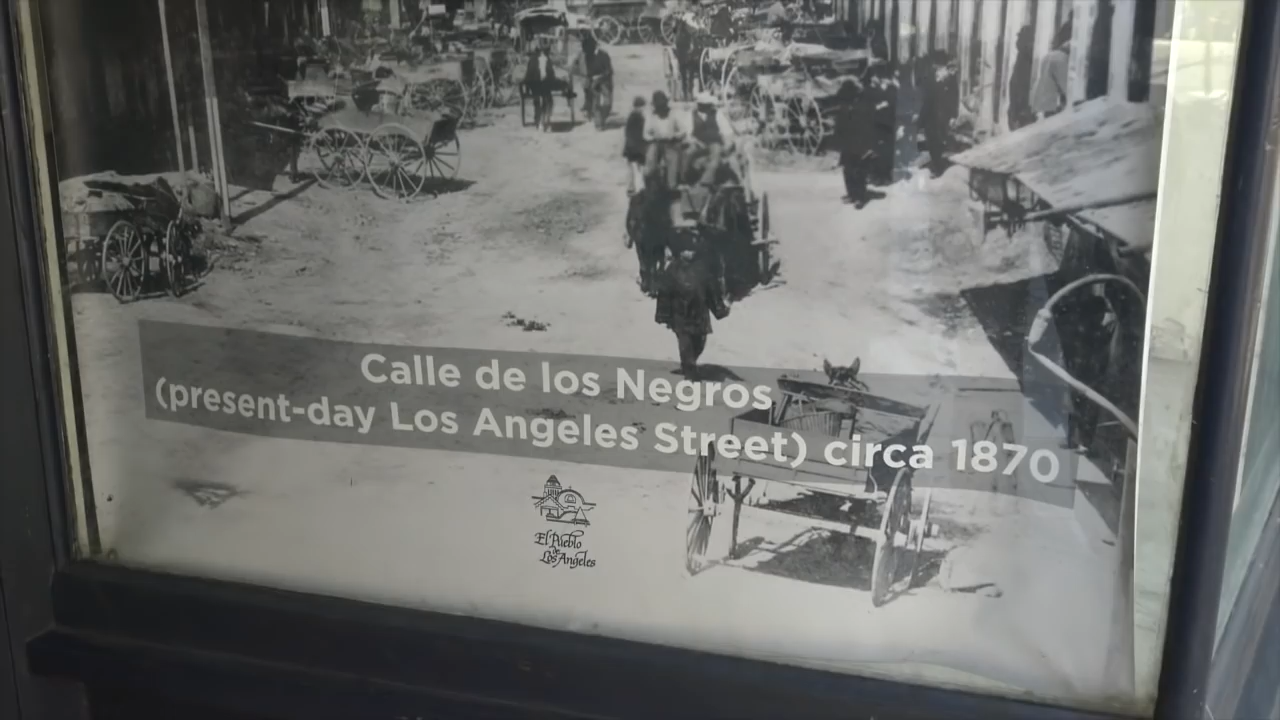 Calle de los Negros
(present-day Los Angeles Street) circa 1870
El Pueblo
de
Los Angeles